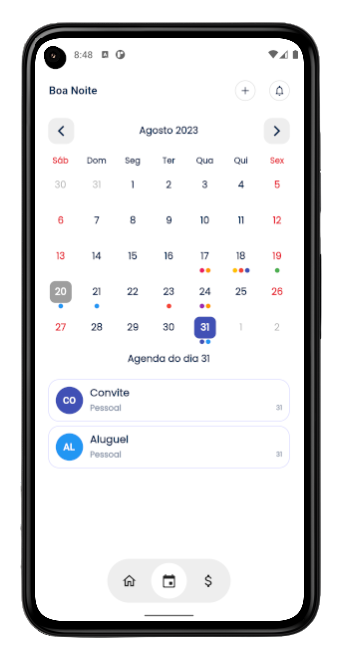 8:48
Boa Noite
Agosto 2023
Sáb Dom Seg Ter Qua Qui Sex
30 31 1 2 3 4 5
6 7 8 9 10 11 12
13 14 15 16 17 18 19
20 21 22 23 24 25 26
27 28 29 30 31 1 2
Agenda do dia 31
CO Convite
Pessoal 31
AL Aluguel
Pessoal 31
$